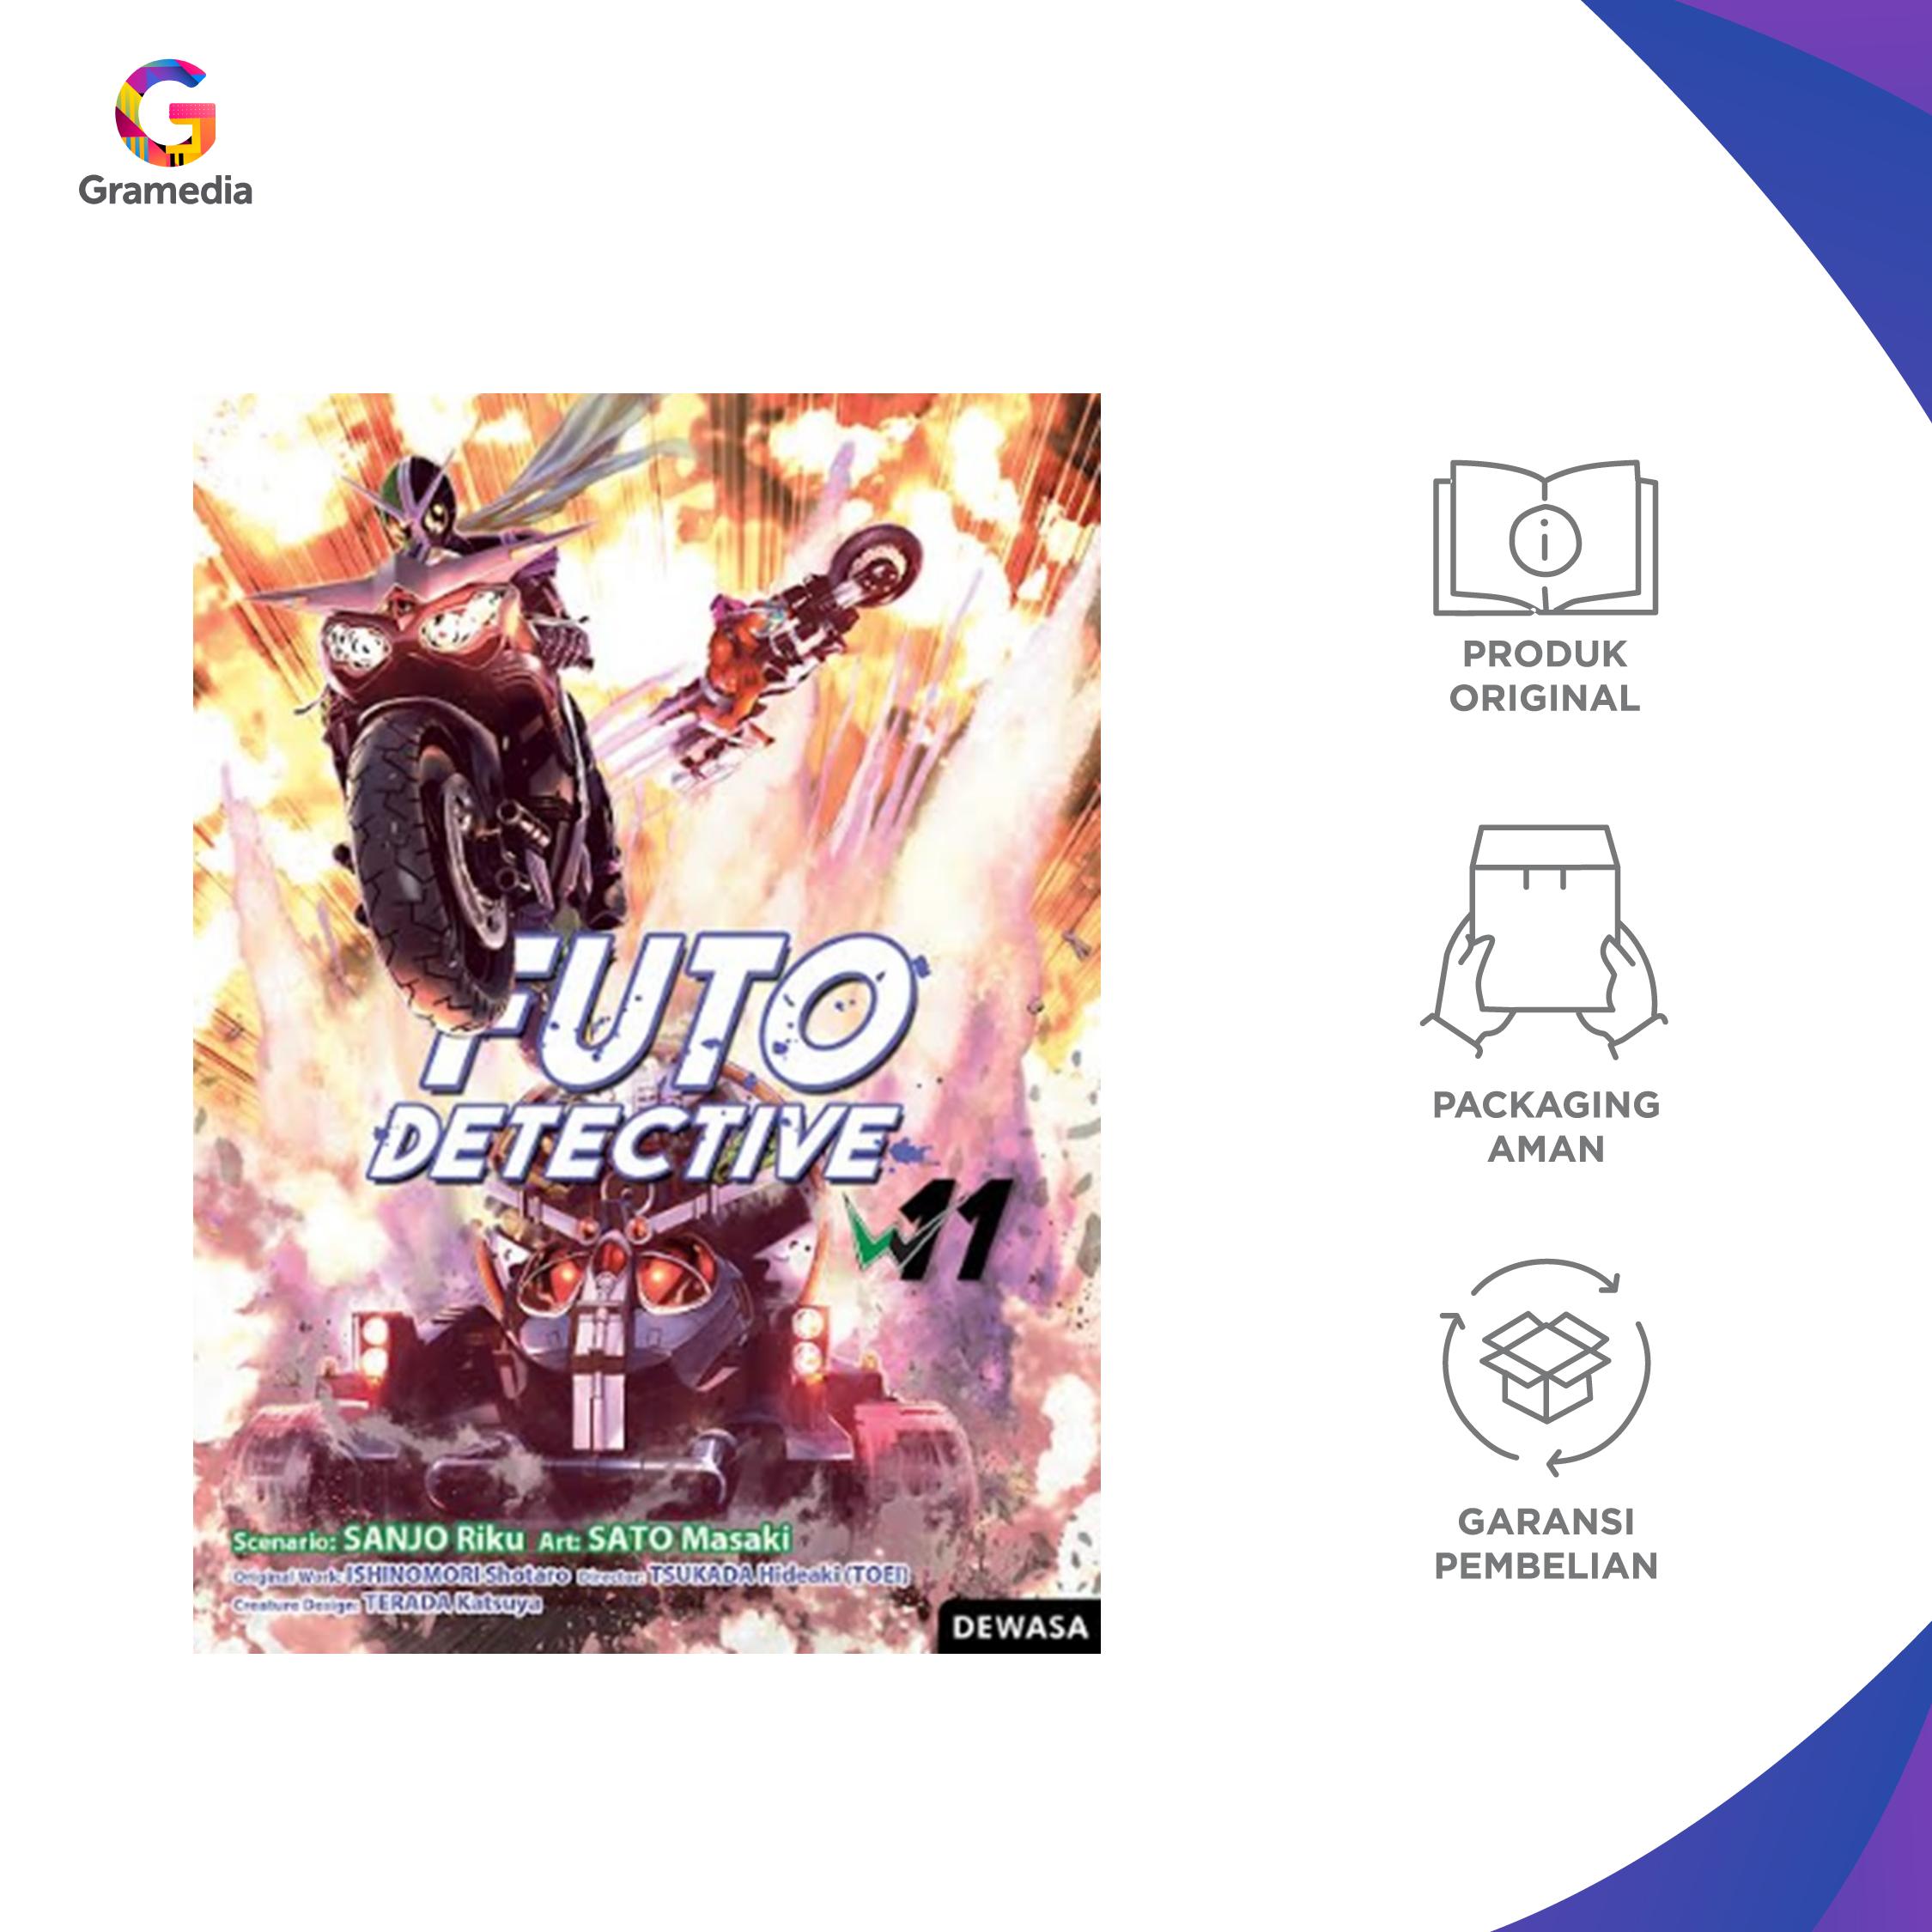 Gramedia
FUTO
DETECTIVE
W11
Scenario: SANJO Riku Art: SATO Masaki
Original Work: ISHINOMORI Shotaro Director: TSUKADA Hideaki (TOEI)
Creature Design: TERADA Katsuya
DEWASA
PRODUK
ORIGINAL
PACKAGING
AMAN
GARANSI
PEMBELIAN